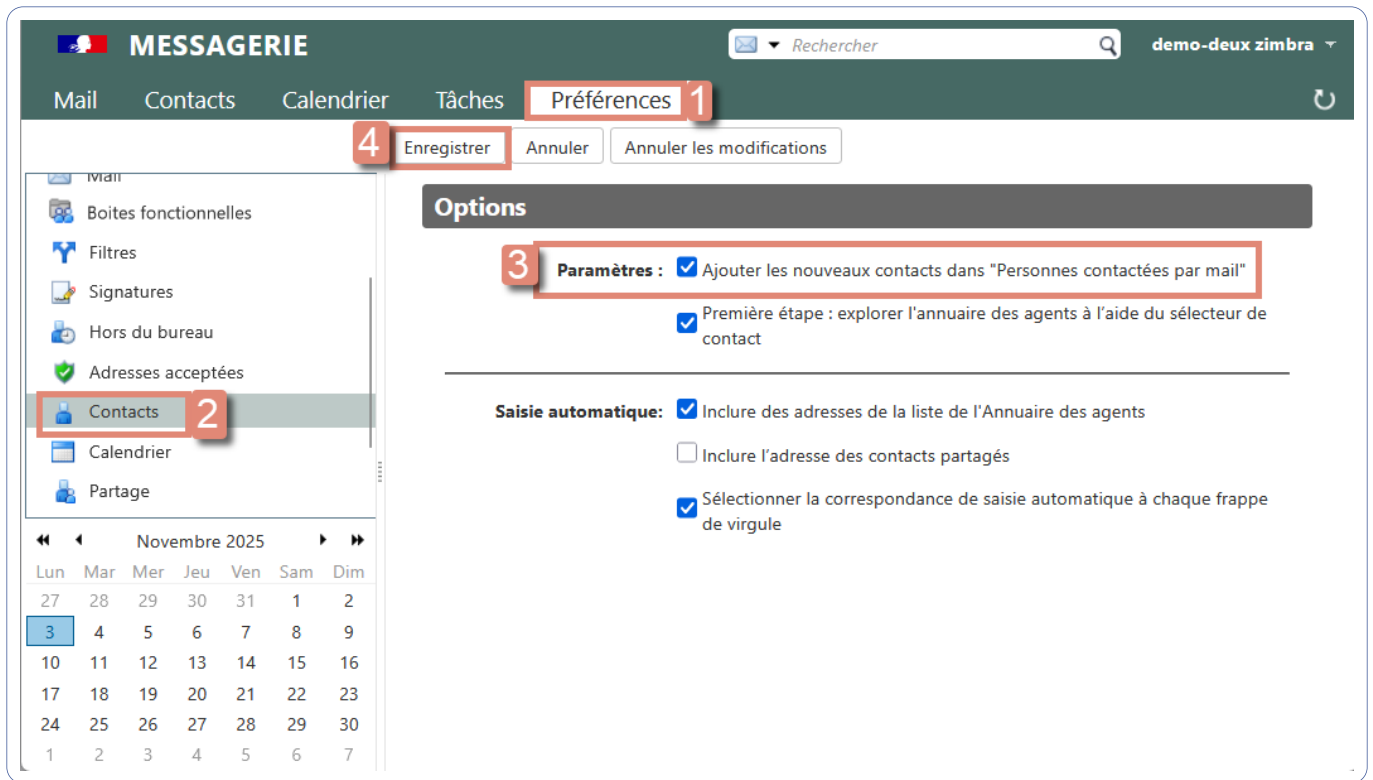 MESSAGERIE
Rechercher
demo-deux zimbra
Mail Contacts Calendrier Tâches Préférences 1
4 Enregistrer Annuler Annuler les modifications
Mail
Boites fonctionnelles
Filtres
Signatures
Hors du bureau
Adresses acceptées
Contacts 2
Calendrier
Partage
Options
3 Paramètres : Ajouter les nouveaux contacts dans "Personnes contactées par mail"
Première étape : explorer l'annuaire des agents à l’aide du sélecteur de
contact
Saisie automatique: Inclure des adresses de la liste de l'Annuaire des agents
Inclure l’adresse des contacts partagés
Sélectionner la correspondance de saisie automatique à chaque frappe
de virgule
Novembre 2025
Lun Mar Mer Jeu Ven Sam Dim
27 28 29 30 31 1 2
3 4 5 6 7 8 9
10 11 12 13 14 15 16
17 18 19 20 21 22 23
24 25 26 27 28 29 30
1 2 3 4 5 6 7